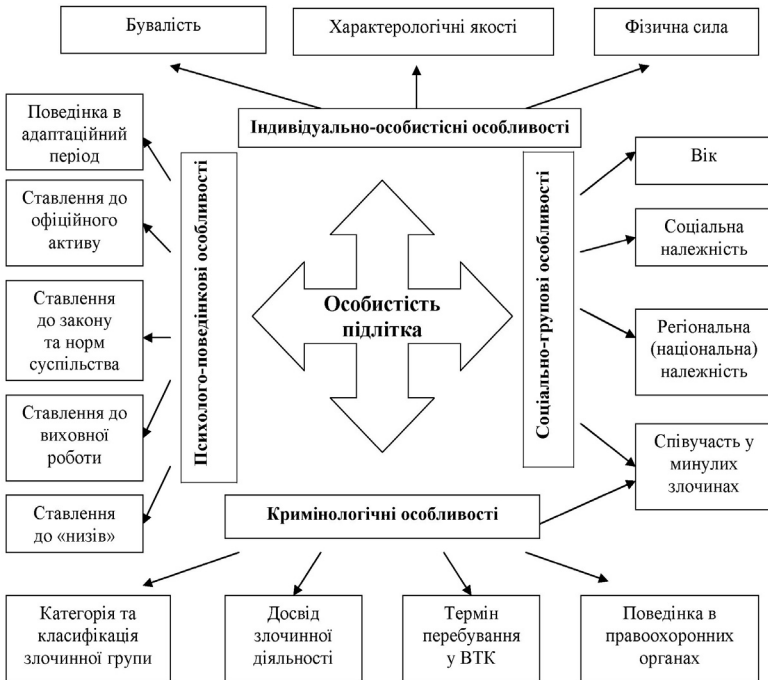 Бувалість
Характерологічні якості
Фізична сила
Індивідуально-особистісні особливості
Поведінка в
адаптаційний
період
Ставлення до
офіційного
активу
Ставлення
до закону
та норм
суспільства
Ставлення до
виховної
роботи
Ставлення
до «низів»
Психолого-поведінкові особливості
Особистість
підлітка
Соціально-групові особливості
Вік
Соціальна
належність
Регіональна
(національна)
належність
Співучасть у
минулих
злочинах
Кримінологічні особливості
Категорія та
класифікація
злочинної групи
Досвід
злочинної
діяльності
Термін
перебування
у ВТК
Поведінка в
правоохоронних
органах